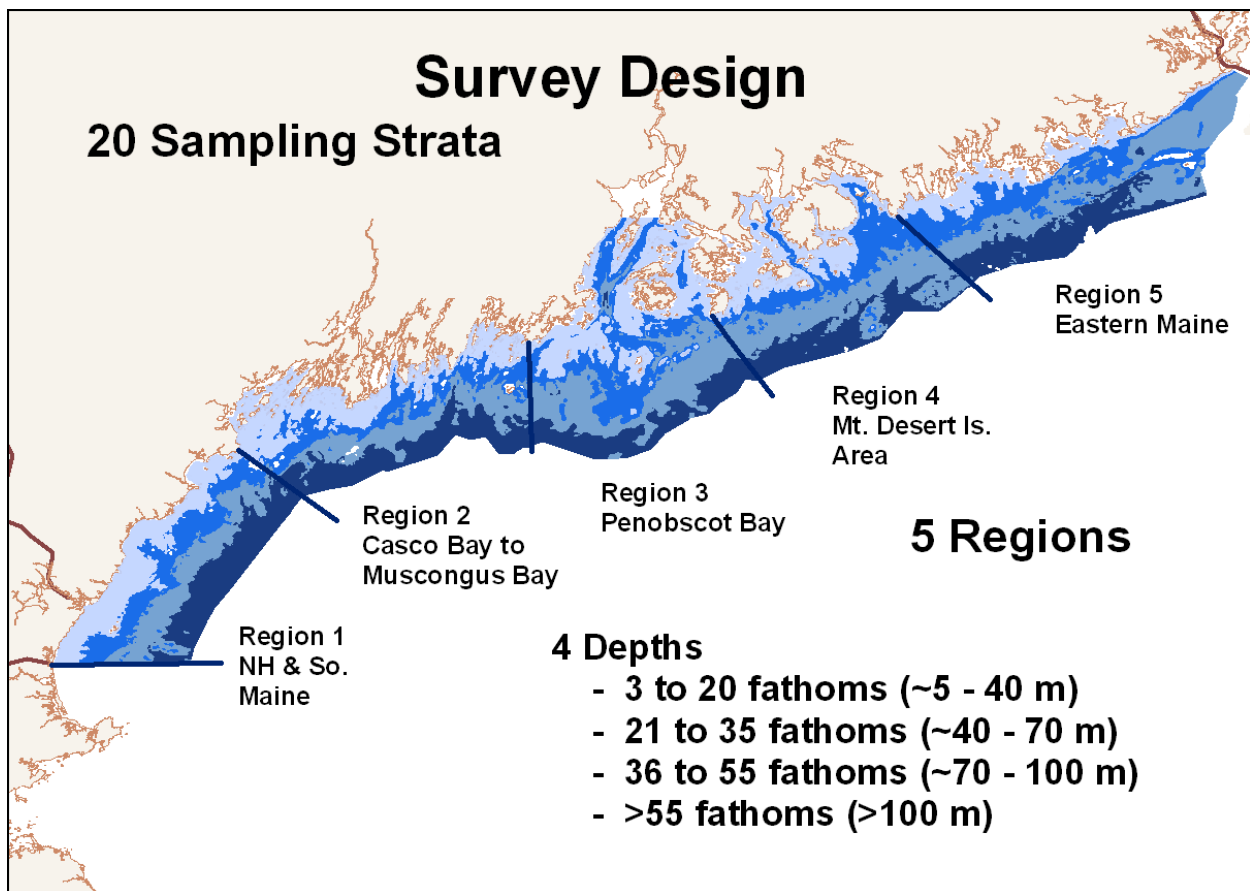 Survey Design
20 Sampling Strata
Region 5
Eastern Maine
Region 4
Mt. Desert Is.
Area
Region 3
Penobscot Bay
Region 2
Casco Bay to
Muscongus Bay
5 Regions
Region 1
NH & So.
Maine
4 Depths
- 3 to 20 fathoms (~5 - 40 m)
- 21 to 35 fathoms (~40 - 70 m)
- 36 to 55 fathoms (~70 - 100 m)
- >55 fathoms (>100 m)